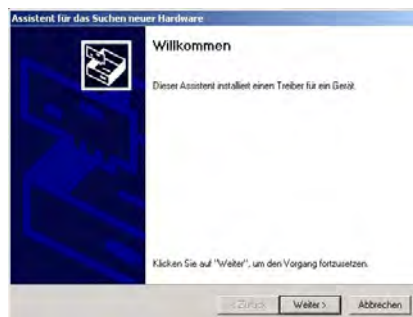 Assistent für das Suchen neuer Hardware
Willkommen
Dieser Assistent installiert einen Treiber für ein Gerät.
Klicken Sie auf "Weiter", um den Vorgang fortzusetzen.
< Zurück Weiter > Abbrechen